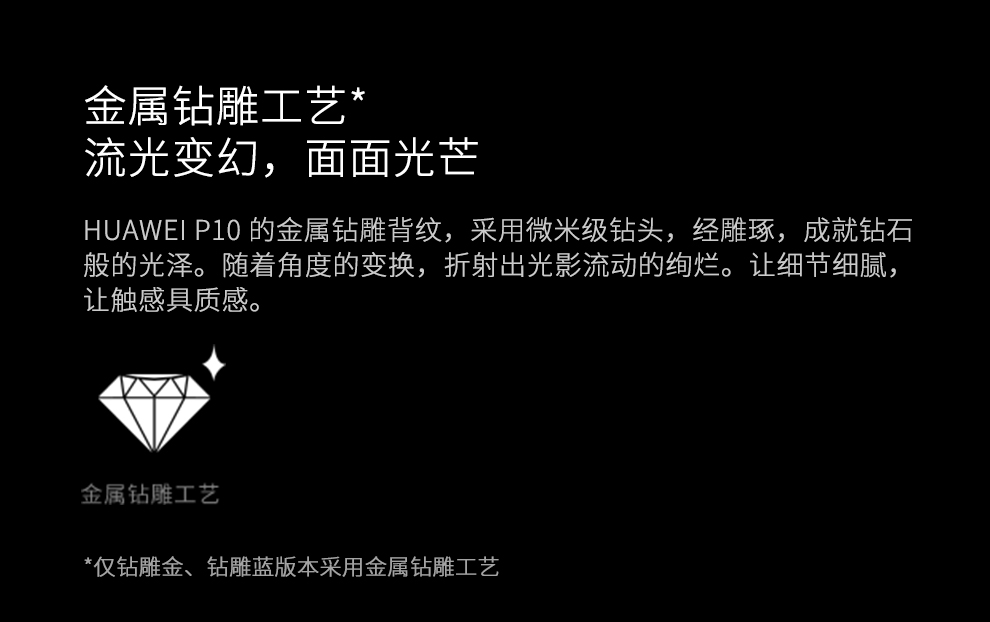 金属钻雕工艺*
流光变幻，面面光芒
HUAWEI P10 的金属钻雕背纹，采用微米级钻头，经雕琢，成就钻石
般的光泽。随着角度的变换，折射出光影流动的绚烂。让细节细腻，
让触感具质感。
金属钻雕工艺
*仅钻雕金、钻雕蓝版本采用金属钻雕工艺